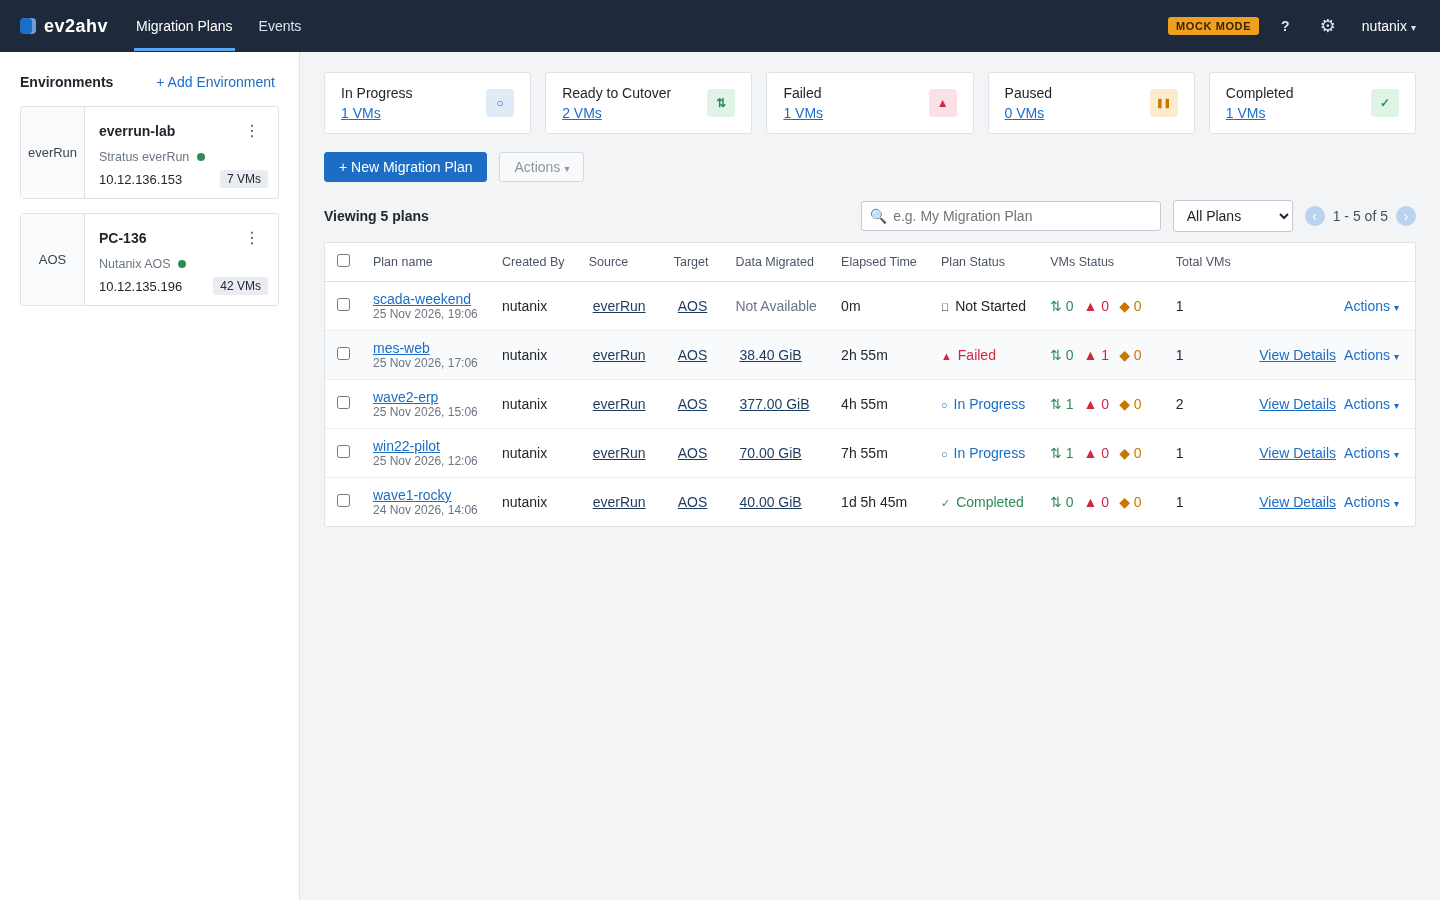 ev2ahv
Migration Plans
Events
MOCK MODE
?
nutanix
Environments
+ Add Environment
everRun
everrun-lab
Stratus everRun
10.12.136.153
7 VMs
AOS
PC-136
Nutanix AOS
10.12.135.196
42 VMs
In Progress
1 VMs
Ready to Cutover
2 VMs
Failed
1 VMs
Paused
0 VMs
Completed
1 VMs
+ New Migration Plan
Actions
Viewing 5 plans
e.g. My Migration Plan
All Plans
1 - 5 of 5
Plan name Created By Source Target Data Migrated Elapsed Time Plan Status VMs Status Total VMs
scada-weekend
25 Nov 2026, 19:06
nutanix everRun AOS Not Available 0m Not Started 0 0 0 1 Actions
mes-web
25 Nov 2026, 17:06
nutanix everRun AOS 38.40 GiB 2h 55m Failed 0 1 0 1 View Details Actions
wave2-erp
25 Nov 2026, 15:06
nutanix everRun AOS 377.00 GiB 4h 55m In Progress 1 0 0 2 View Details Actions
win22-pilot
25 Nov 2026, 12:06
nutanix everRun AOS 70.00 GiB 7h 55m In Progress 1 0 0 1 View Details Actions
wave1-rocky
24 Nov 2026, 14:06
nutanix everRun AOS 40.00 GiB 1d 5h 45m Completed 0 0 0 1 View Details Actions